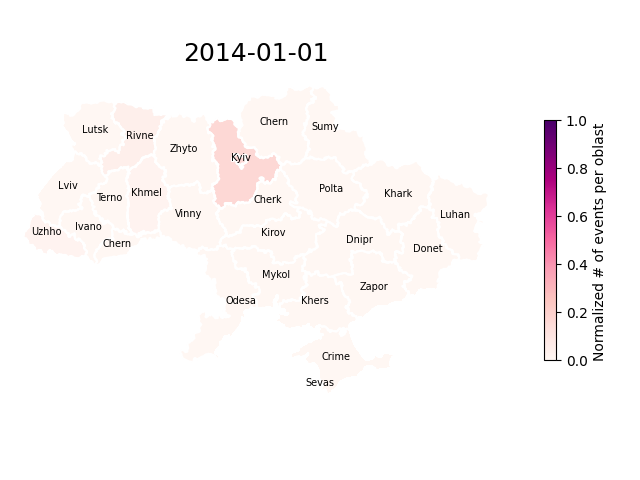 2014-01-01
Chern
Sumy
Lutsk
Rivne
Zhyto
Kyiv
Lviv
Terno
Khmel
Cherk
Polta
Khark
Vinny
Luhan
Uzhho
Ivano
Chern
Kirov
Dnipr
Donet
Mykol
Zapor
Odesa
Khers
Crime
Sevas
1.0
0.8
0.6
0.4
0.2
0.0
Normalized # of events per oblast